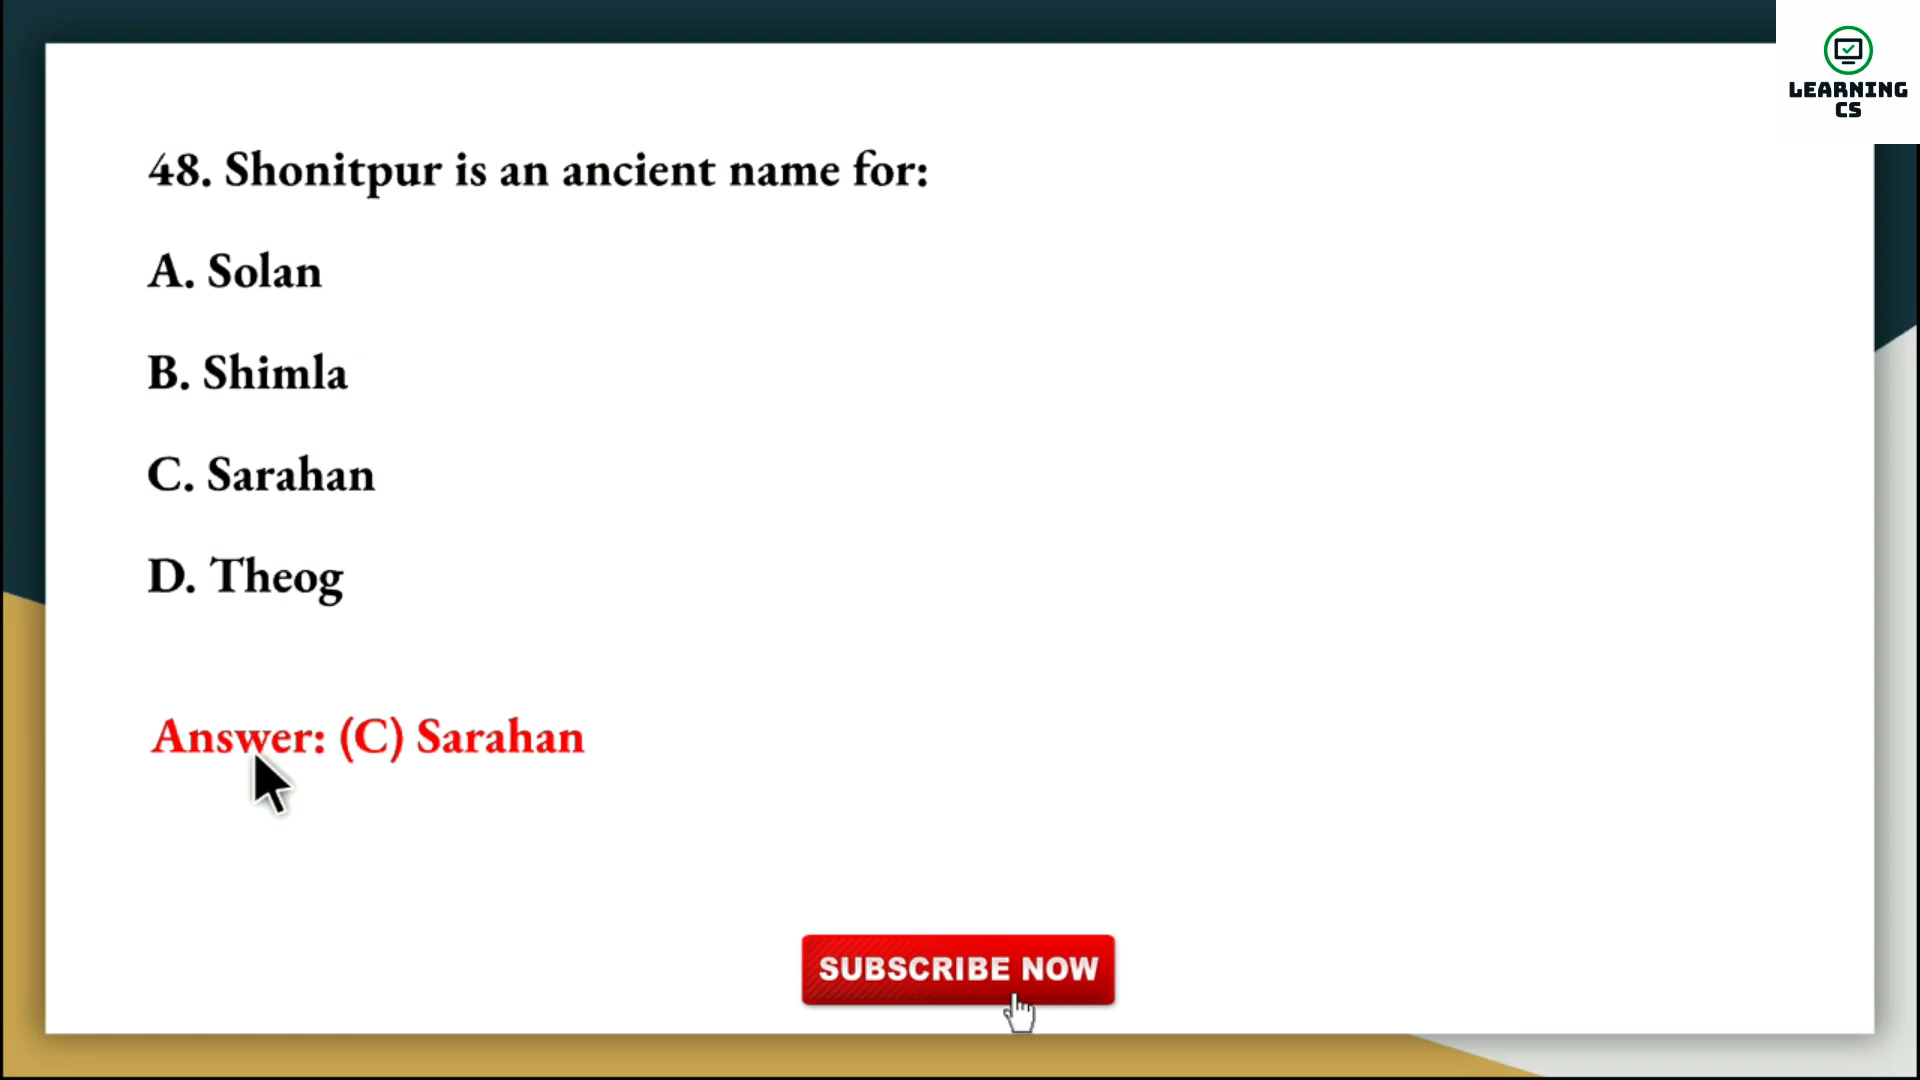 LEARNING
CS
48. Shonitpur is an ancient name for:
A. Solan
B. Shimla
C. Sarahan
D. Theog
Answer: (C) Sarahan
SUBSCRIBE NOW